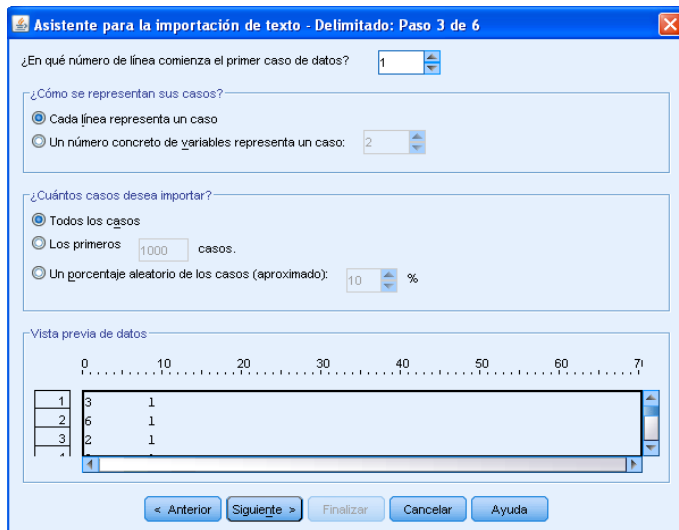 Asistente para la importación de texto - Delimitado: Paso 3 de 6
¿En qué número de línea comienza el primer caso de datos? 1
¿Cómo se representan sus casos?
Cada línea representa un caso
Un número concreto de variables representa un caso: 2
¿Cuántos casos desea importar?
Todos los casos
Los primeros 1000 casos.
Un porcentaje aleatorio de los casos (aproximado): 10 %
Vista previa de datos
0 10 20 30 40 50 60
1 3 1
2 6 1
3 2 1
< Anterior Siguiente > Finalizar Cancelar Ayuda